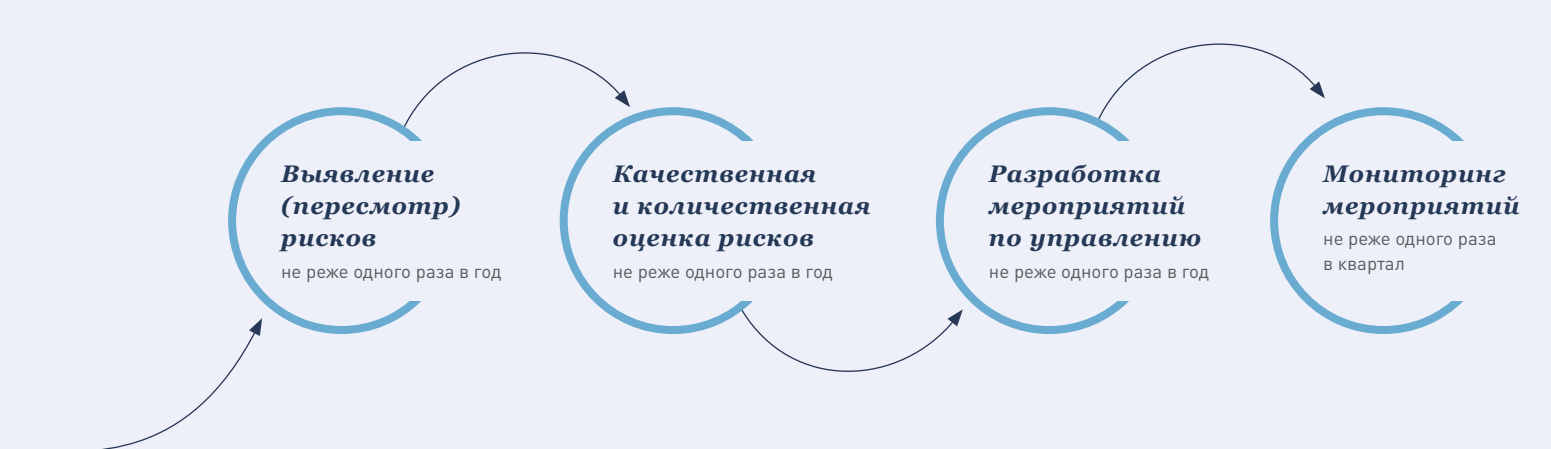 Выявление
(пересмотр)
рисков
не реже одного раза в год
Качественная
и количественная
оценка рисков
не реже одного раза в год
Разработка
мероприятий
по управлению
не реже одного раза в год
Мониторинг
мероприятий
не реже одного раза
в квартал